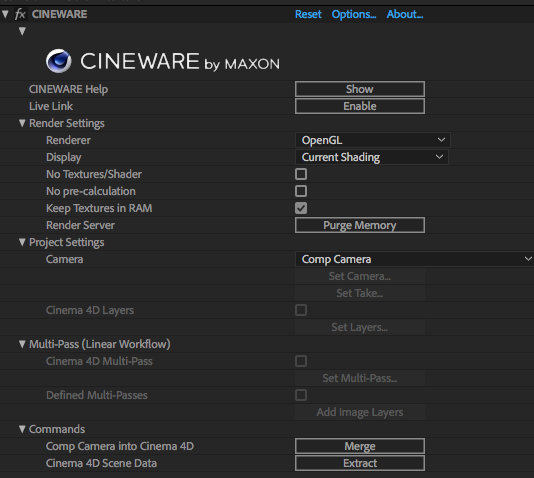 fx CINEWARE Reset Options... About...
CINEWARE by MAXON
CINEWARE Help Show
Live Link Enable
Render Settings
Renderer OpenGL
Display Current Shading
No Textures/Shader
No pre-calculation
Keep Textures in RAM
Render Server Purge Memory
Project Settings
Camera Comp Camera
Set Camera...
Set Take...
Cinema 4D Layers
Set Layers...
Multi-Pass (Linear Workflow)
Cinema 4D Multi-Pass
Set Multi-Pass...
Defined Multi-Passes
Add Image Layers
Commands
Comp Camera into Cinema 4D Merge
Cinema 4D Scene Data Extract